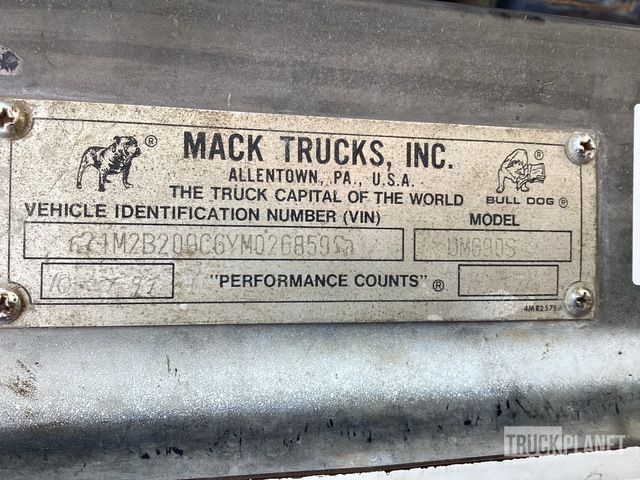 MACK TRUCKS, INC.
ALLENTOWN, PA., U.S.A.
THE TRUCK CAPITAL OF THE WORLD
BULL DOG ®
VEHICLE IDENTIFICATION NUMBER (VIN)
MODEL
1M2B209C6YM026859
DM690S
"PERFORMANCE COUNTS" ®
4MR2575
TRUCKPLANET